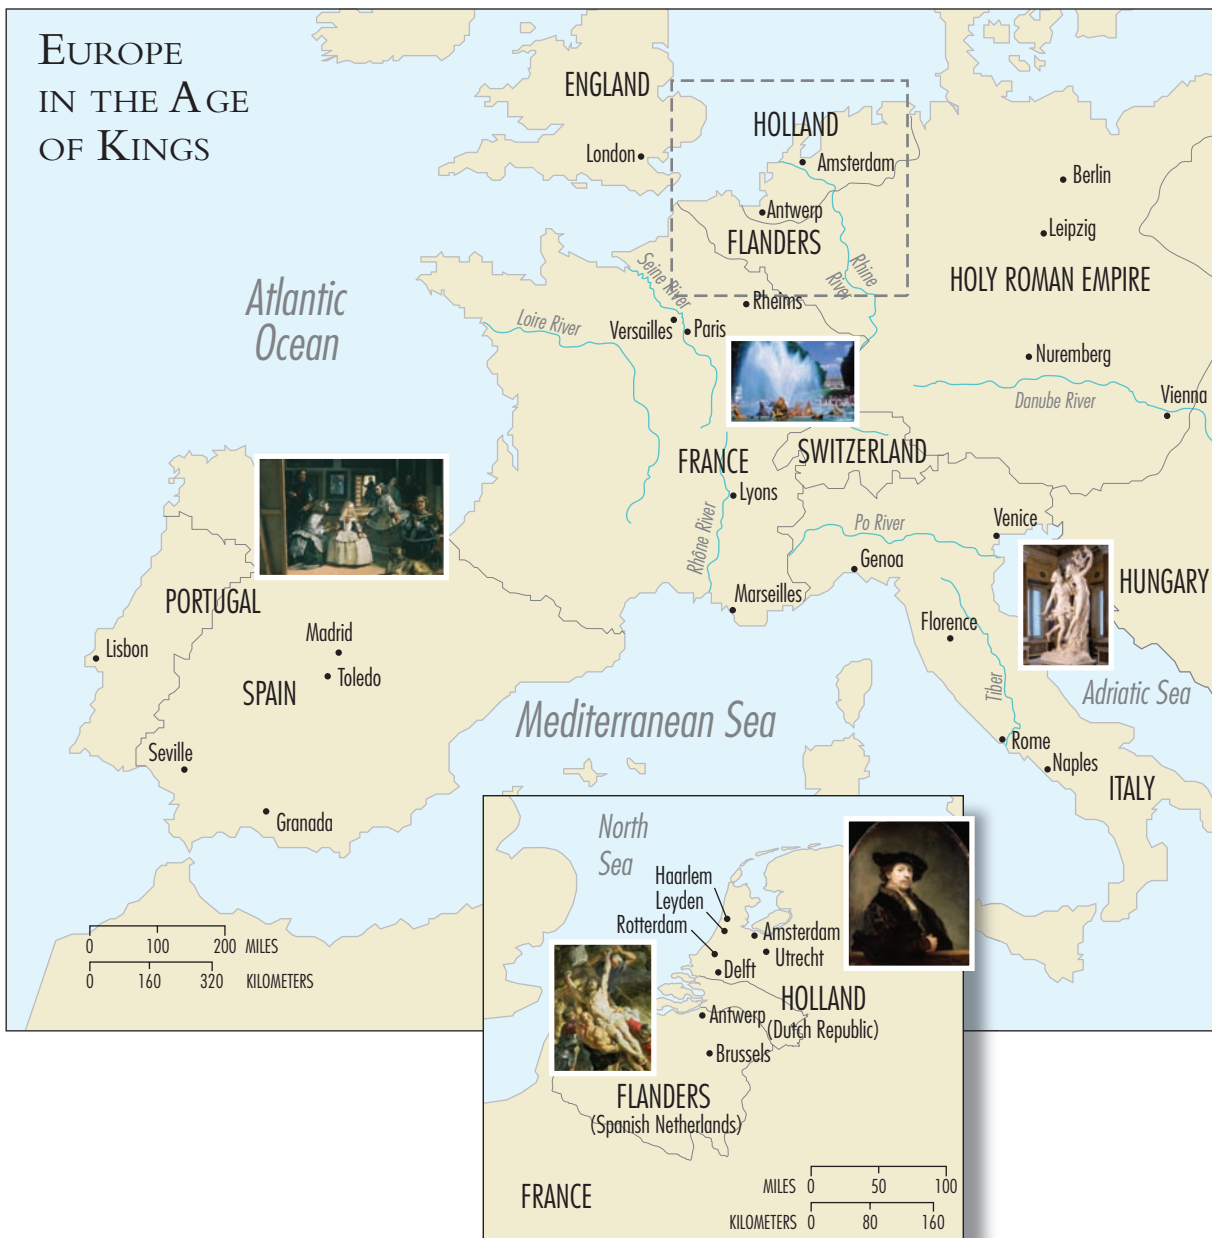 EUROPE
IN THE AGE
OF KINGS
ENGLAND
London
HOLLAND
Amsterdam
Antwerp
FLANDERS
Berlin
Leipzig
HOLY ROMAN EMPIRE
Rhine
River
Atlantic
Ocean
Seine River
Loire River
Rheims
Versailles
Paris
Nuremberg
Danube River
Vienna
SWITZERLAND
FRANCE
Lyons
Rhône River
Po River
Venice
Genoa
HUNGARY
Marseilles
PORTUGAL
Lisbon
Madrid
Toledo
SPAIN
Florence
Tiber
Adriatic Sea
Mediterranean Sea
Rome
Naples
ITALY
Seville
Granada
0 100 200 MILES
0 160 320 KILOMETERS
North
Sea
Haarlem
Leyden
Rotterdam
Amsterdam
Utrecht
Delft
HOLLAND
(Dutch Republic)
Antwerp
Brussels
FLANDERS
(Spanish Netherlands)
FRANCE
MILES 0 50 100
KILOMETERS 0 80 160